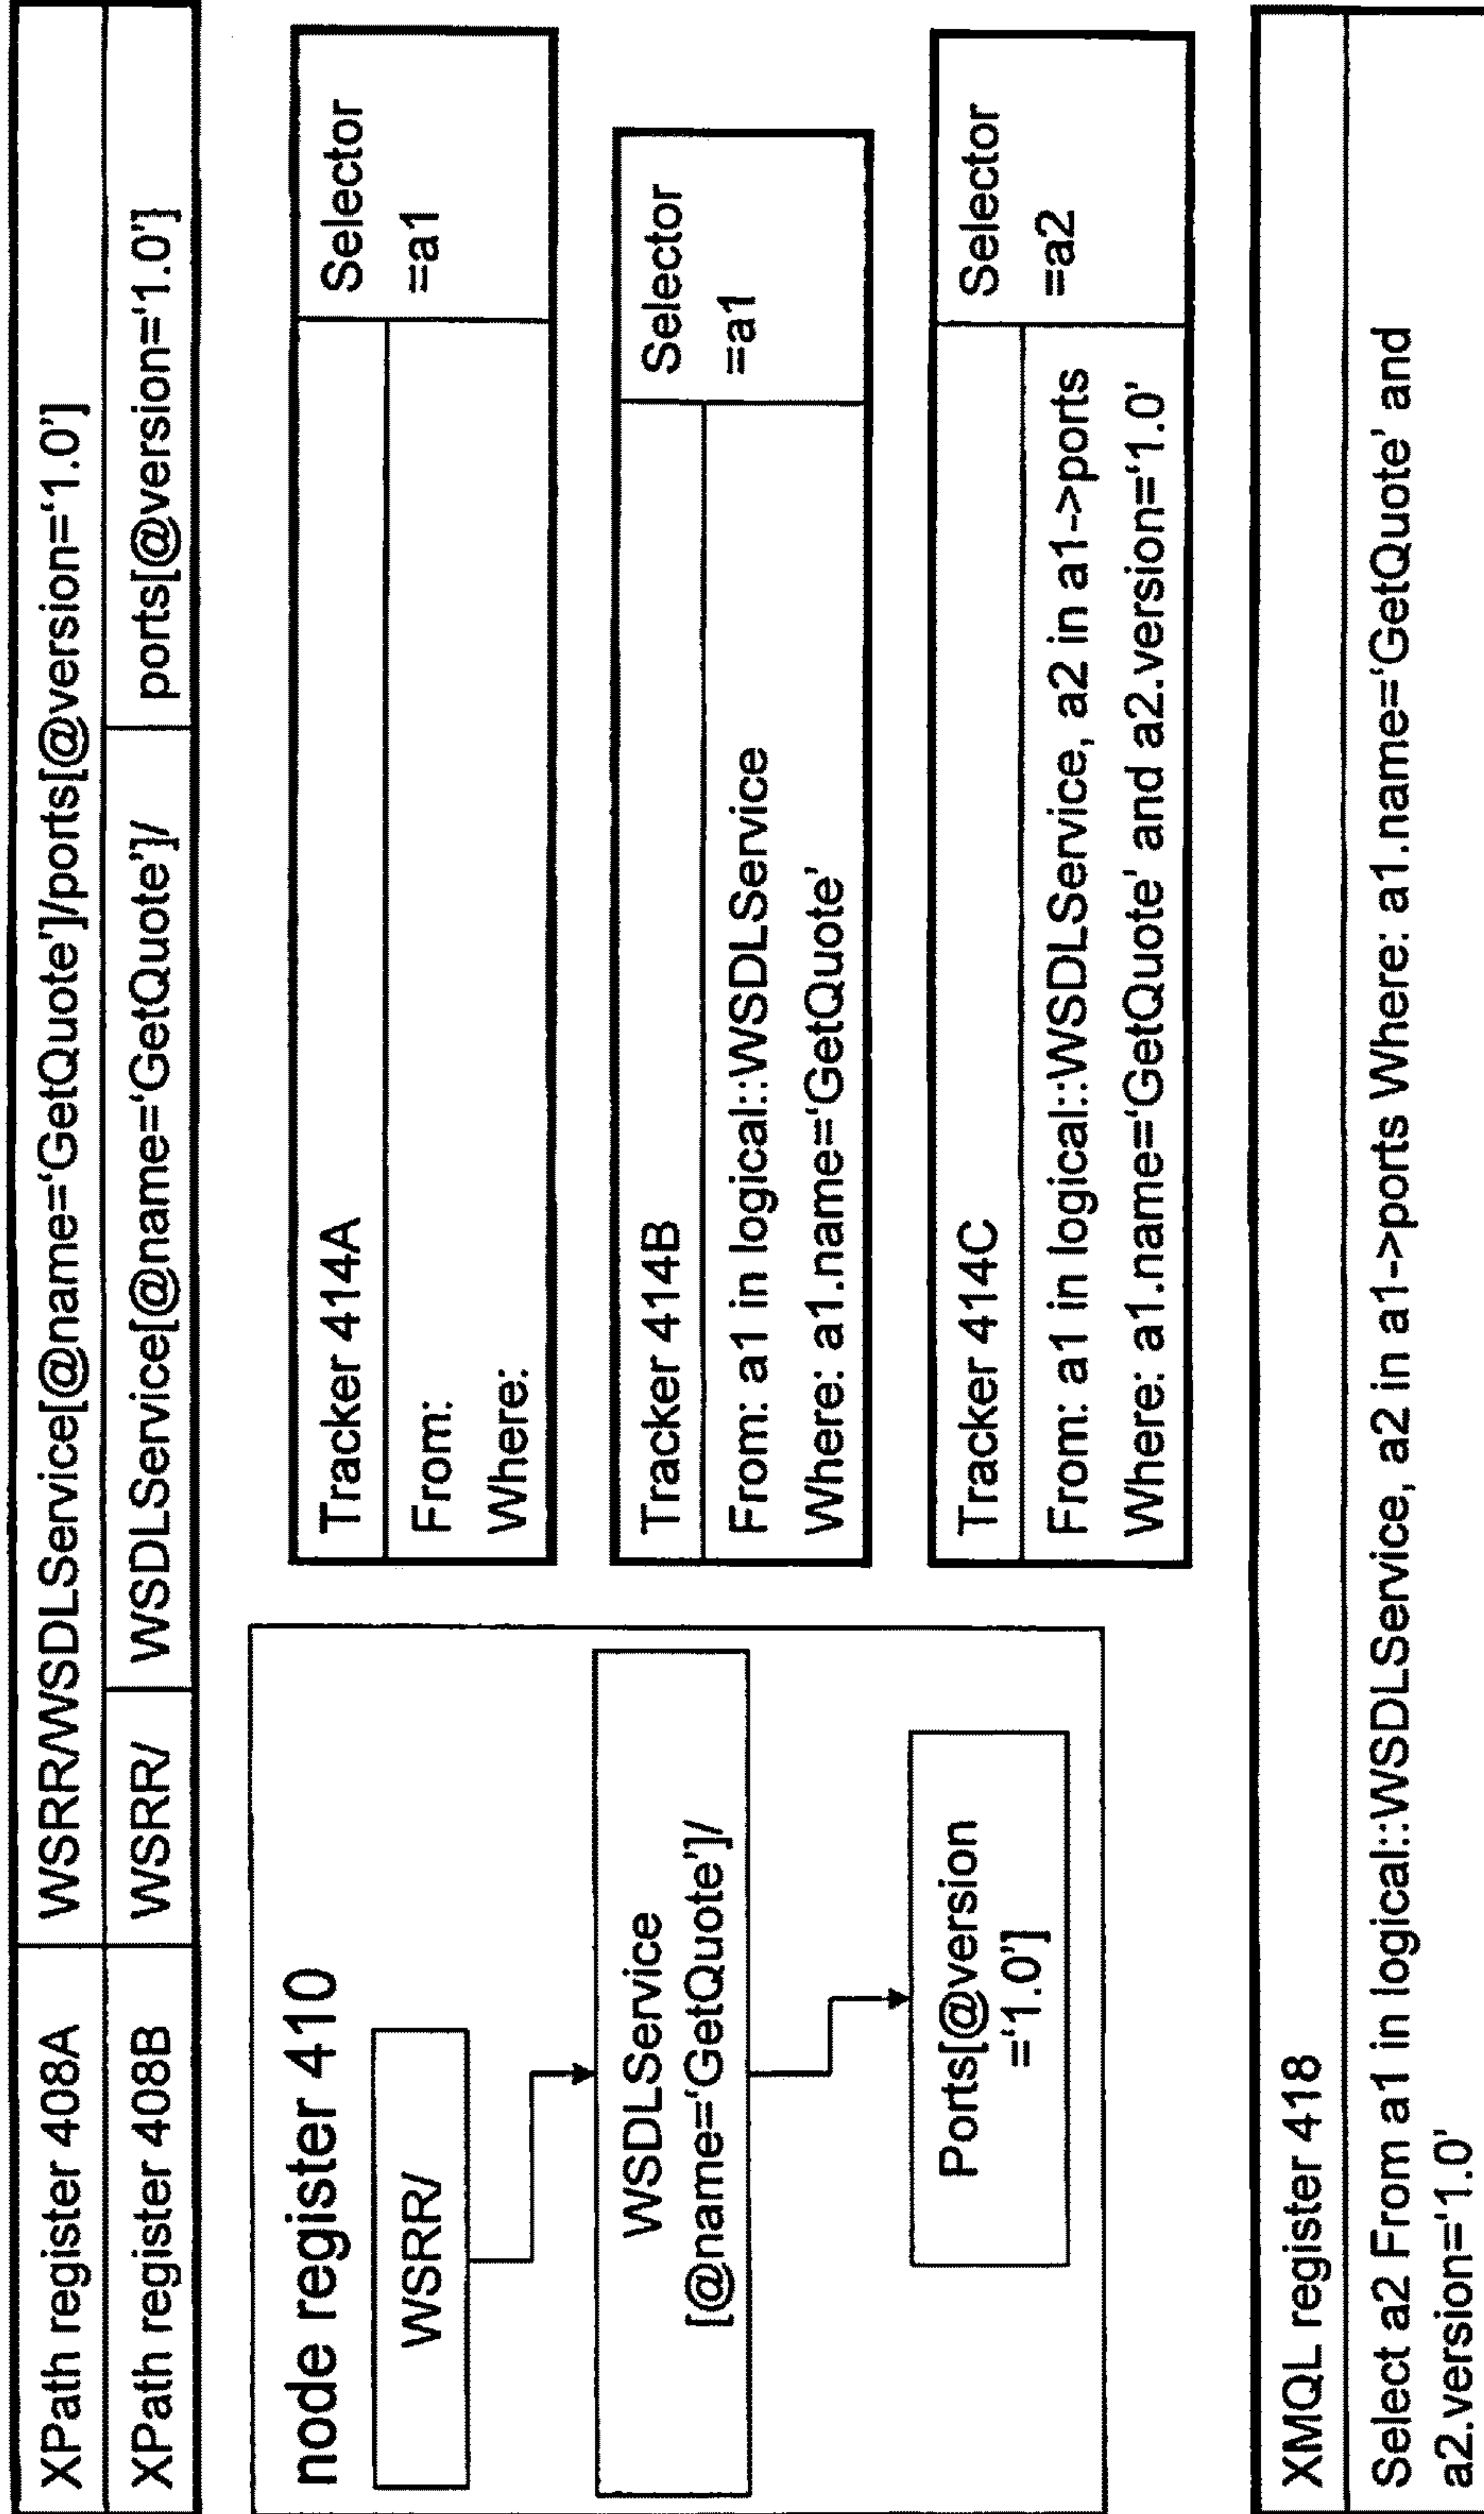 XPath register 408A WSRR/WSDLService[@name='GetQuote']/ports[@version='1.0']
XPath register 408B WSRR/ WSDLService[@name='GetQuote']/ ports[@version='1.0']
node register 410
WSRR/
WSDLService
[@name='GetQuote']/
Ports[@version
='1.0']
Tracker 414A
From:
Where:
Selector
=a1
Tracker 414B
From: a1 in logical::WSDLService
Where: a1.name='GetQuote'
Selector
=a1
Tracker 414C
From: a1 in logical::WSDLService, a2 in a1->ports
Where: a1.name='GetQuote' and a2.version='1.0'
Selector
=a2
XMQL register 418
Select a2 From a1 in logical::WSDLService, a2 in a1->ports Where: a1.name='GetQuote' and
a2.version='1.0'